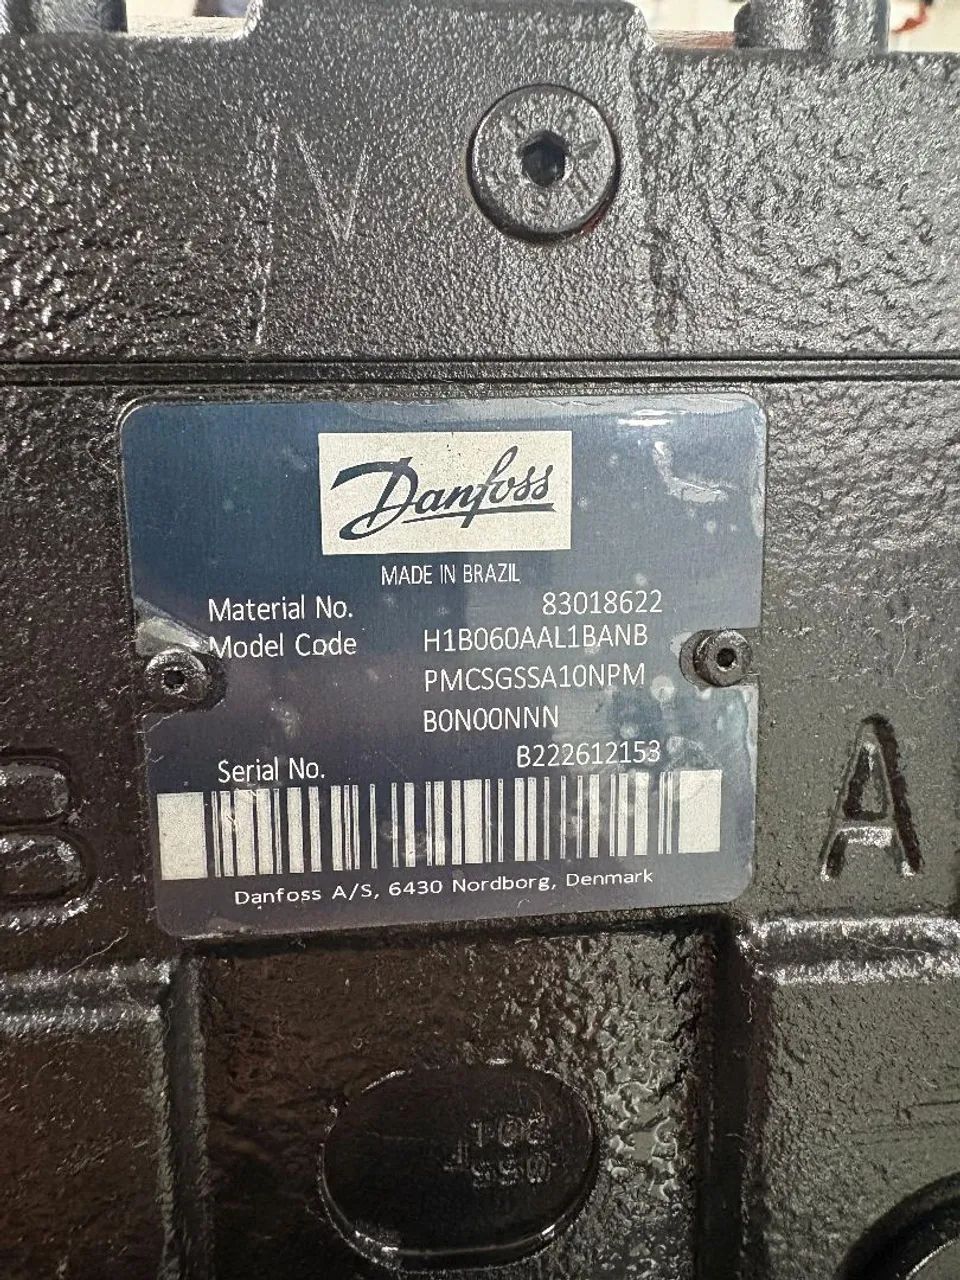 Danfoss
MADE IN BRAZIL
Material No. 83018622
Model Code H1B060AAL1BANB
PMCSGSSA10NPM
B0N00NNN
Serial No. B222612153
Danfoss A/S, 6430 Nordborg, Denmark
B
A